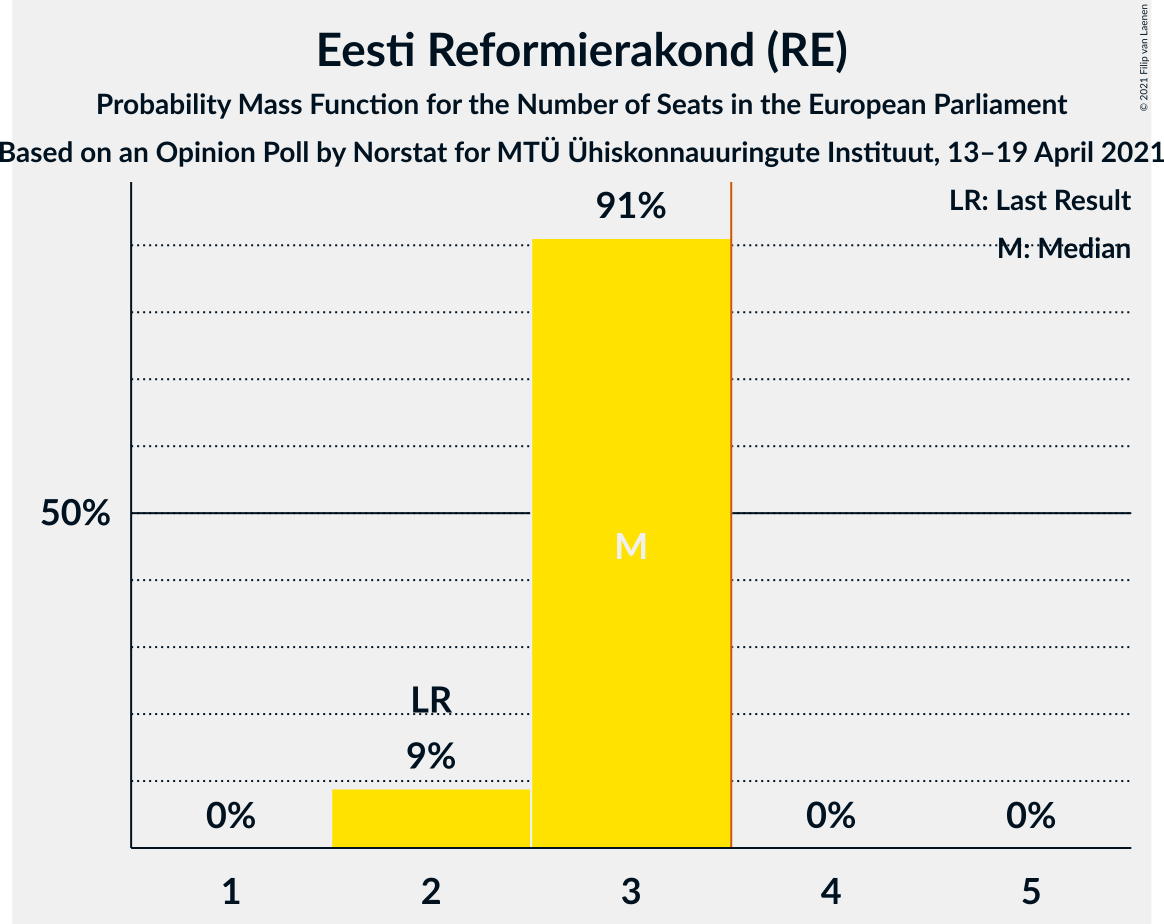 Eesti Reformierakond (RE)
Probability Mass Function for the Number of Seats in the European Parliament
Based on an Opinion Poll by Norstat for MTÜ Ühiskonnauuringute Instituut, 13–19 April 2021
© 2021 Filip van Laenen
LR: Last Result
M: Median
91%
50%
M
LR
9%
0%
0%
0%
1
2
3
4
5